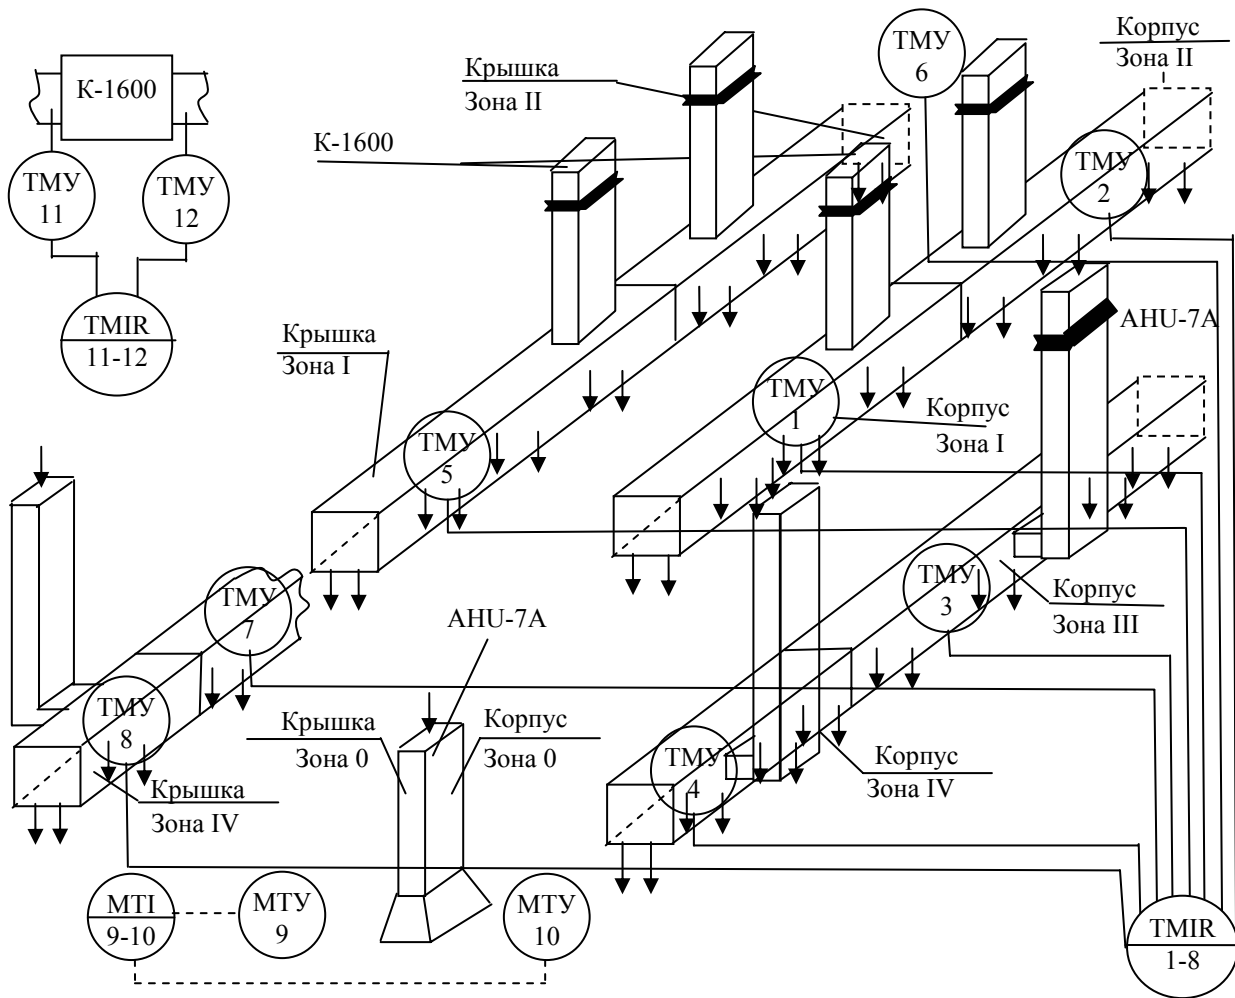 К-1600
ТМУ
11
ТМУ
12
TMIR
11-12
Крышка
Зона II
К-1600
ТМУ
6
Корпус
Зона II
ТМУ
2
AHU-7A
Крышка
Зона I
ТМУ
5
ТМУ
1
Корпус
Зона I
ТМУ
7
ТМУ
3
Корпус
Зона III
AHU-7A
ТМУ
8
Крышка
Зона 0
Корпус
Зона 0
ТМУ
4
Корпус
Зона IV
Крышка
Зона IV
MTI
9-10
МТУ
9
МТУ
10
TMIR
1-8